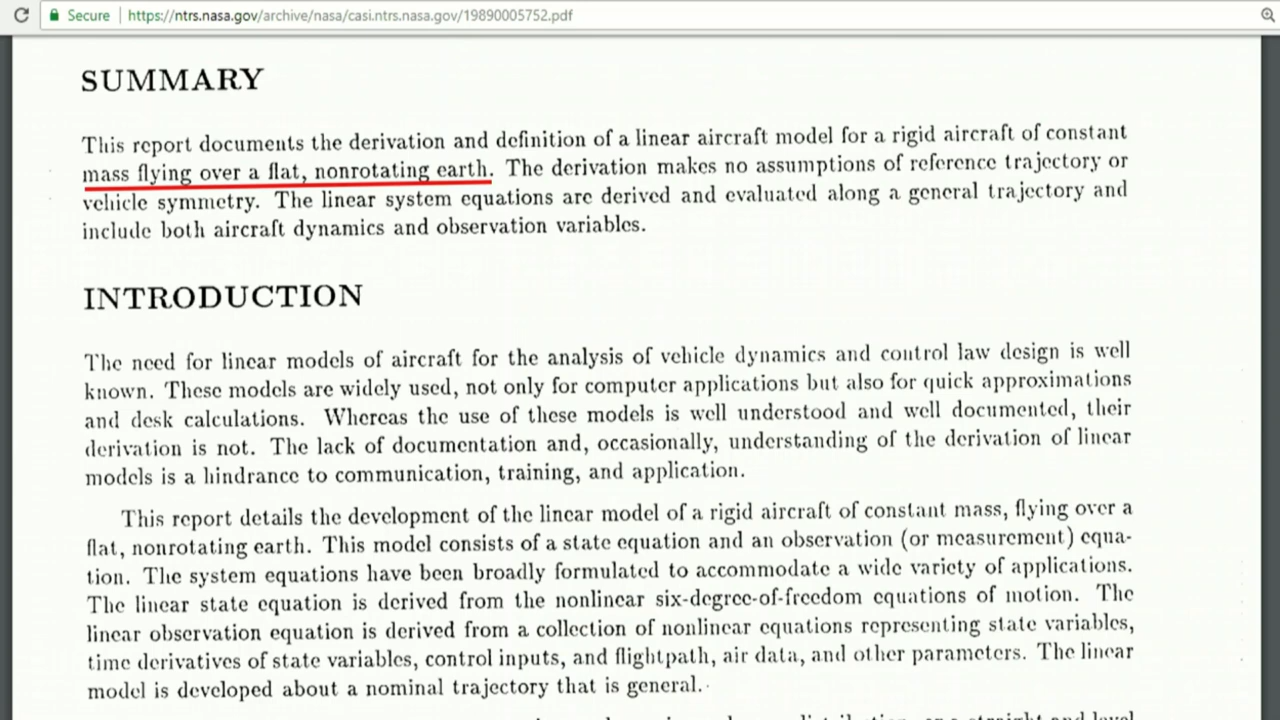 Secure https://ntrs.nasa.gov/archive/nasa/casi.ntrs.nasa.gov/19890005752.pdf
SUMMARY
This report documents the derivation and definition of a linear aircraft model for a rigid aircraft of constant
mass flying over a flat, nonrotating earth. The derivation makes no assumptions of reference trajectory or
vehicle symmetry. The linear system equations are derived and evaluated along a general trajectory and
include both aircraft dynamics and observation variables.
INTRODUCTION
The need for linear models of aircraft for the analysis of vehicle dynamics and control law design is well
known. These models are widely used, not only for computer applications but also for quick approximations
and desk calculations. Whereas the use of these models is well understood and well documented, their
derivation is not. The lack of documentation and, occasionally, understanding of the derivation of linear
models is a hindrance to communication, training, and application.
This report details the development of the linear model of a rigid aircraft of constant mass, flying over a
flat, nonrotating earth. This model consists of a state equation and an observation (or measurement) equa-
tion. The system equations have been broadly formulated to accommodate a wide variety of applications.
The linear state equation is derived from the nonlinear six-degree-of-freedom equations of motion. The
linear observation equation is derived from a collection of nonlinear equations representing state variables,
time derivatives of state variables, control inputs, and flightpath, air data, and other parameters. The linear
model is developed about a nominal trajectory that is general.